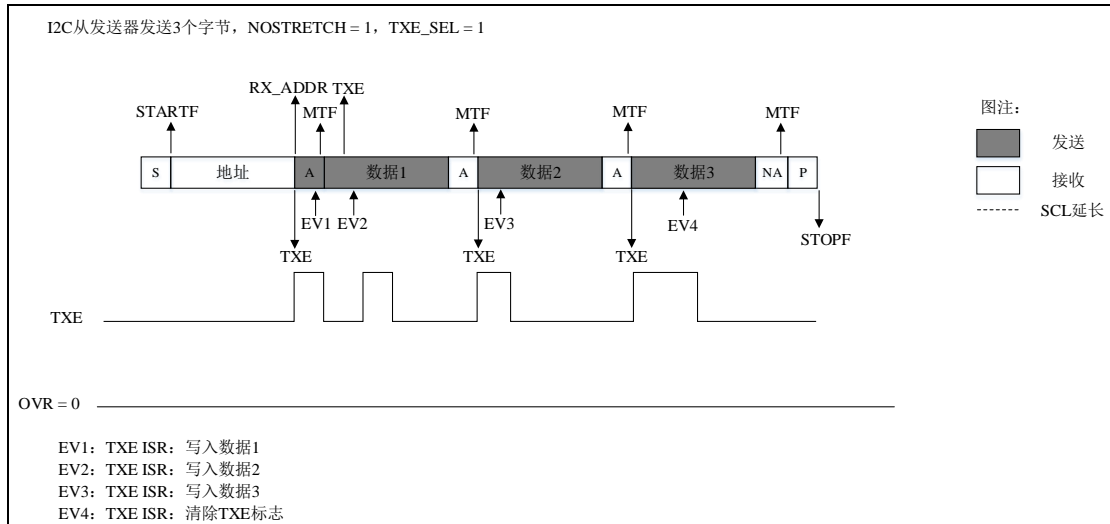 I2C从发送器发送3个字节，NOSTRETCH = 1，TXE_SEL = 1
RX_ADDR TXE
STARTF MTF MTF MTF MTF
图注：
S 地址 A 数据1 A 数据2 A 数据3 NA P
发送
接收
SCL延长
EV1 EV2 EV3 EV4
STOPF
TXE TXE TXE
TXE
OVR = 0
EV1：TXE ISR：写入数据1
EV2：TXE ISR：写入数据2
EV3：TXE ISR：写入数据3
EV4：TXE ISR：清除TXE标志